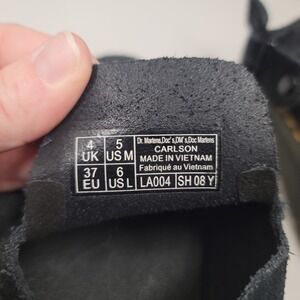 4 UK
5 US M
37 EU
6 US L
Dr. Martens,Doc's,DM's,Doc Martens
CARLSON
MADE IN VIETNAM
Fabriqué au Vietnam
LA004 SH 08 Y